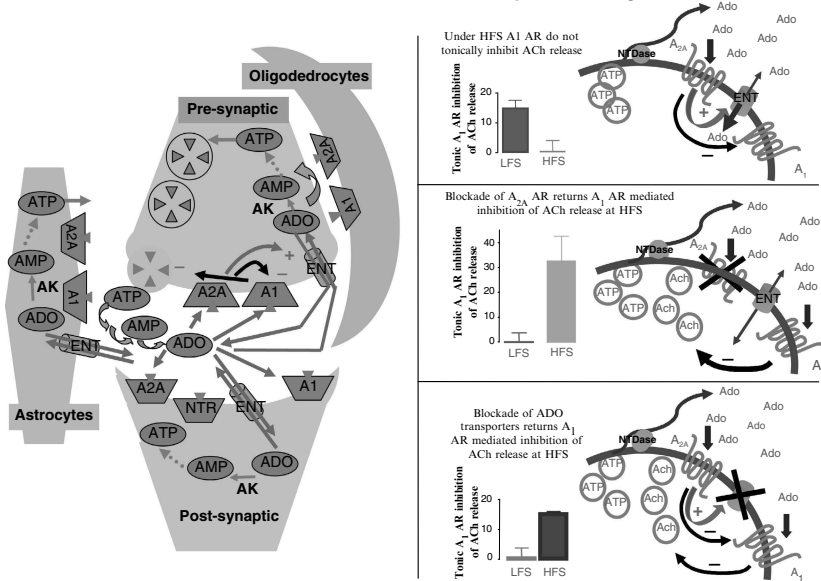 Oligodedrocytes
Pre-synaptic
ATP
AMP
AK
ADO
A2A
A1
ENT
ATP
A2A
AMP
AK
A1
ADO
ENT
Astrocytes
+
−
−
A2A
A1
ATP
AMP
ADO
A2A
NTR
A1
ENT
ATP
AMP
ADO
AK
Post-synaptic
Under HFS A1 AR do not
tonically inhibit ACh release
Tonic A1 AR inhibition
of ACh release
20
10
0
LFS
HFS
NTDase
A2A
Ado
Ado
Ado
Ado
Ado
Ado
Ado
ATP
ATP
ATP
ENT
+
Ado
−
A1
Blockade of A2A AR returns A1 AR mediated
inhibition of ACh release at HFS
Tonic A1 AR inhibition
of ACh release
40
30
20
10
0
LFS
HFS
NTDase
A2A
Ado
Ado
Ado
Ado
Ado
Ado
ATP
ATP
ATP
Ach
Ach
Ach
ENT
−
A
Blockade of ADO
transporters returns A1
AR mediated inhibition of
ACh release at HFS
Tonic A1 AR inhibition
of ACh release
20
10
0
LFS
HFS
NTDase
A2A
Ado
Ado
Ado
Ado
Ado
Ado
ATP
ATP
ATP
Ach
Ach
Ach
+
−
−
A1